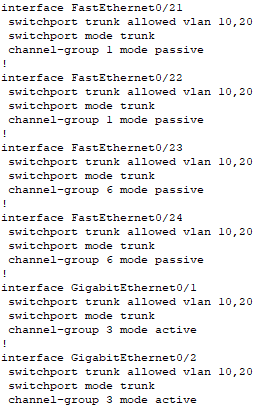 interface FastEthernet0/21
switchport trunk allowed vlan 10,20
switchport mode trunk
channel-group 1 mode passive
!
interface FastEthernet0/22
switchport trunk allowed vlan 10,20
switchport mode trunk
channel-group 1 mode passive
!
interface FastEthernet0/23
switchport trunk allowed vlan 10,20
switchport mode trunk
channel-group 6 mode passive
!
interface FastEthernet0/24
switchport trunk allowed vlan 10,20
switchport mode trunk
channel-group 6 mode passive
!
interface GigabitEthernet0/1
switchport trunk allowed vlan 10,20
switchport mode trunk
channel-group 3 mode active
!
interface GigabitEthernet0/2
switchport trunk allowed vlan 10,20
switchport mode trunk
channel-group 3 mode active